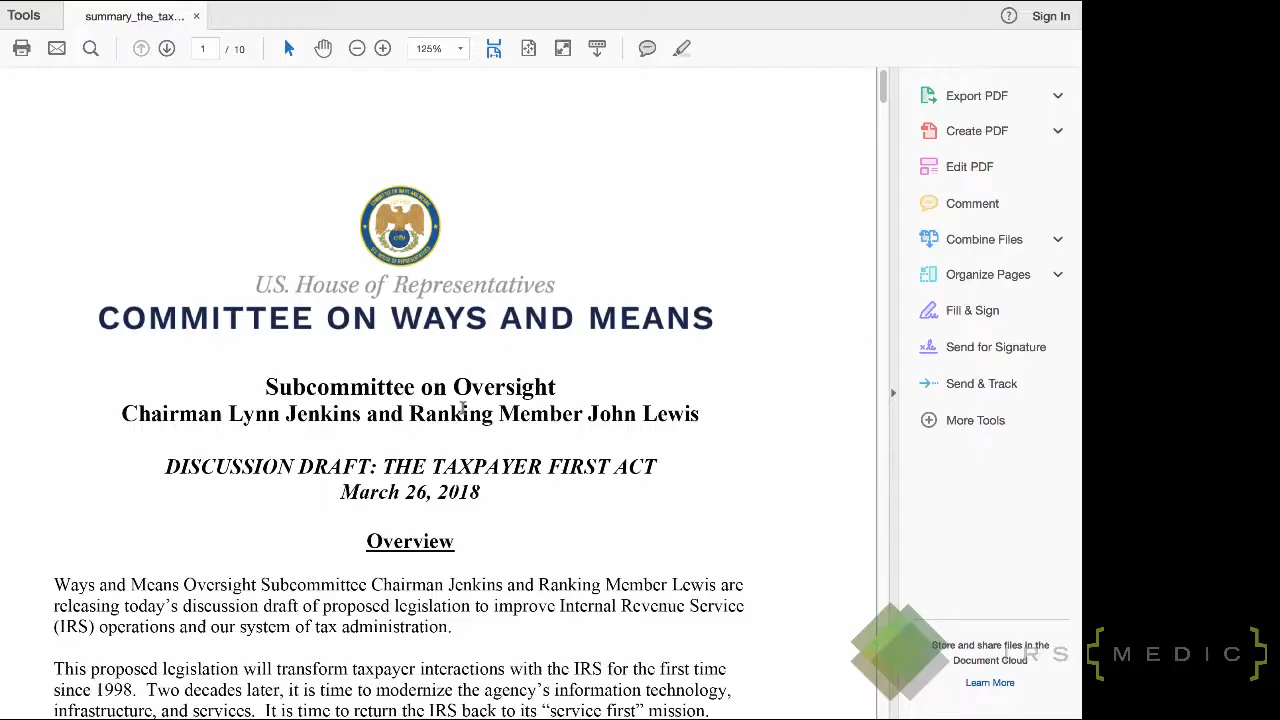 Tools
summary_the_tax... ×
? Sign In
1 / 10
125%
U.S. House of Representatives
COMMITTEE ON WAYS AND MEANS
Subcommittee on Oversight
Chairman Lynn Jenkins and Ranking Member John Lewis
DISCUSSION DRAFT: THE TAXPAYER FIRST ACT
March 26, 2018
Overview
Ways and Means Oversight Subcommittee Chairman Jenkins and Ranking Member Lewis are
releasing today’s discussion draft of proposed legislation to improve Internal Revenue Service
(IRS) operations and our system of tax administration.
This proposed legislation will transform taxpayer interactions with the IRS for the first time
since 1998. Two decades later, it is time to modernize the agency’s information technology,
infrastructure, and services. It is time to return the IRS back to its “service first” mission.
Export PDF
Create PDF
Edit PDF
Comment
Combine Files
Organize Pages
Fill & Sign
Send for Signature
Send & Track
More Tools
Store and share files in the
Document Cloud
Learn More
IRS {MEDIC}